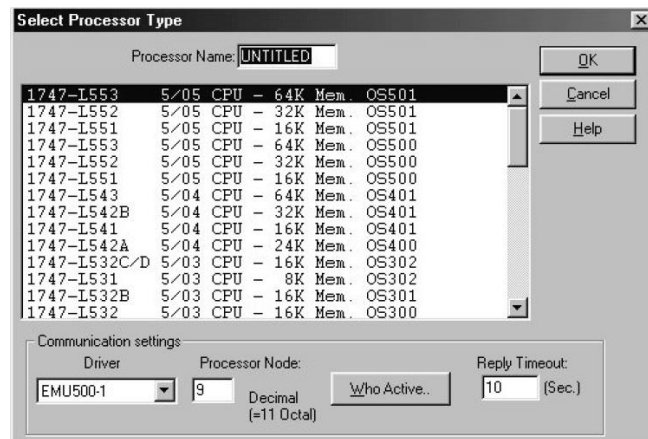 Select Processor Type
Processor Name: UNTITLED
OK
Cancel
Help
1747-L553 5/05 CPU - 64K Mem. OS501
1747-L552 5/05 CPU - 32K Mem. OS501
1747-L551 5/05 CPU - 16K Mem. OS501
1747-L553 5/05 CPU - 64K Mem. OS500
1747-L552 5/05 CPU - 32K Mem. OS500
1747-L551 5/05 CPU - 16K Mem. OS500
1747-L543 5/04 CPU - 64K Mem. OS401
1747-L542B 5/04 CPU - 32K Mem. OS401
1747-L541 5/04 CPU - 16K Mem. OS401
1747-L542A 5/04 CPU - 24K Mem. OS400
1747-L532C/D 5/03 CPU - 16K Mem. OS302
1747-L531 5/03 CPU - 8K Mem. OS302
1747-L532B 5/03 CPU - 16K Mem. OS301
1747-L532 5/03 CPU - 16K Mem. OS300
Communication settings
Driver Processor Node: Reply Timeout:
EMU500-1 9 Decimal (=11 Octal) Who Active.. 10 (Sec.)